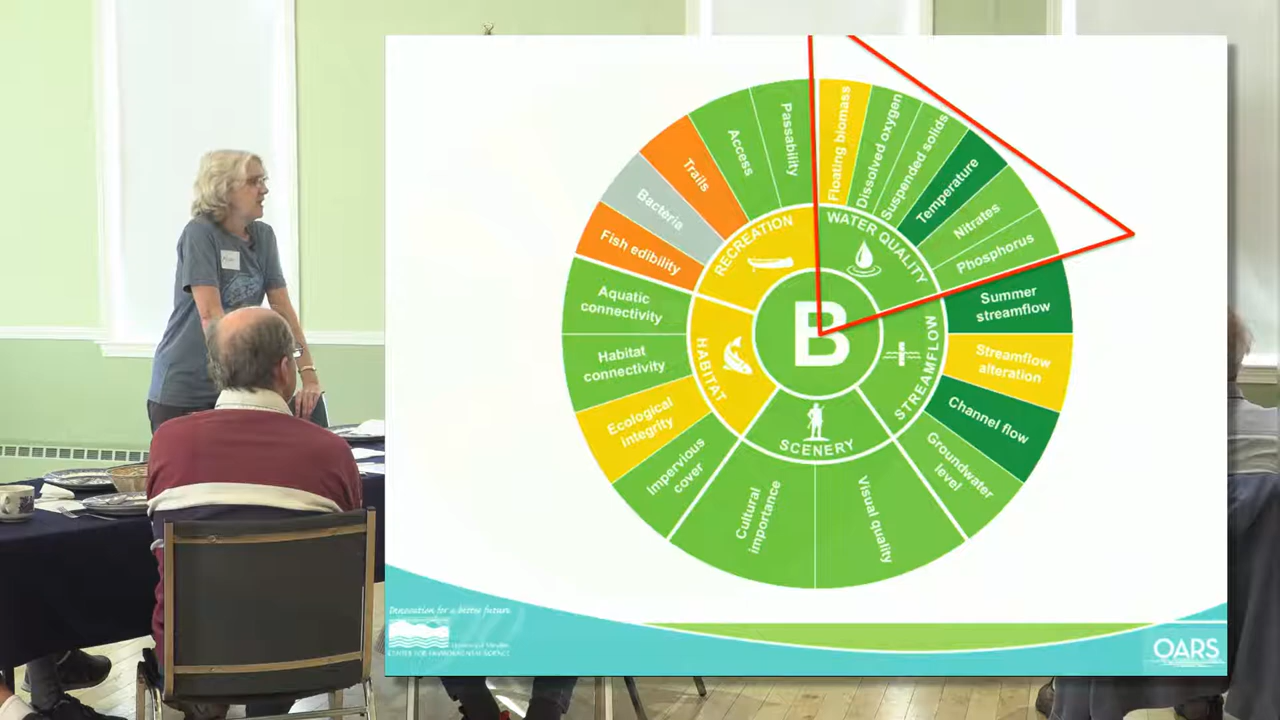 Passability
Access
Trails
Bacteria
Fish edibility
Aquatic
connectivity
Habitat
connectivity
Ecological
integrity
Impervious
cover
Cultural
importance
Visual quality
Groundwater
level
Channel flow
Streamflow
alteration
Summer
streamflow
Phosphorus
Nitrates
Temperature
Suspended solids
Dissolved oxygen
Floating biomass
RECREATION
WATER QUALITY
STREAMFLOW
SCENERY
HABITAT
B
Innovation for a better future
CENTER FOR ENVIRONMENTAL SCIENCE
OARS